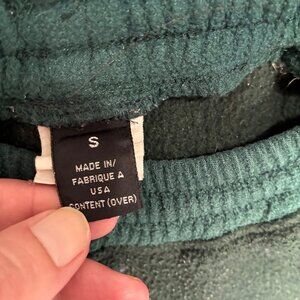 S
MADE IN/
FABRIQUE A
USA
CONTENT (OVER)